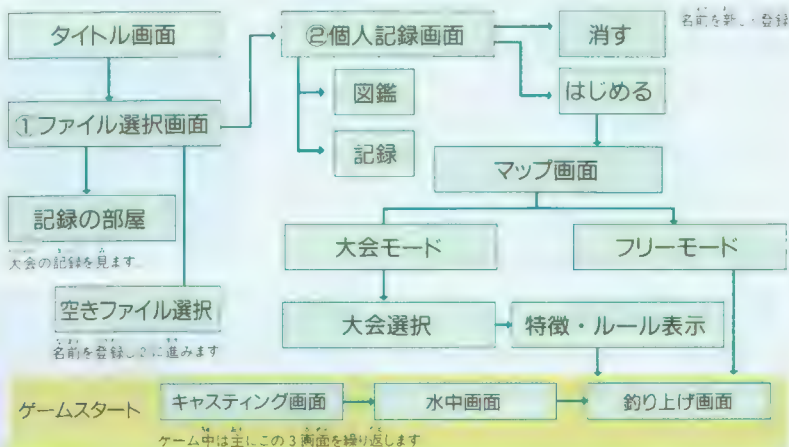 タイトル画面
②個人記録画面
消す
名前を新しく登録
①ファイル選択画面
図鑑
はじめる
記録
マップ画面
記録の部屋
大会の記録を見ます
大会モード
フリーモード
空きファイル選択
名前を登録し②に進みます
大会選択
特徴・ルール表示
ゲームスタート
キャスティング画面
水中画面
釣り上げ画面
ゲーム中は主にこの3画面を繰り返します